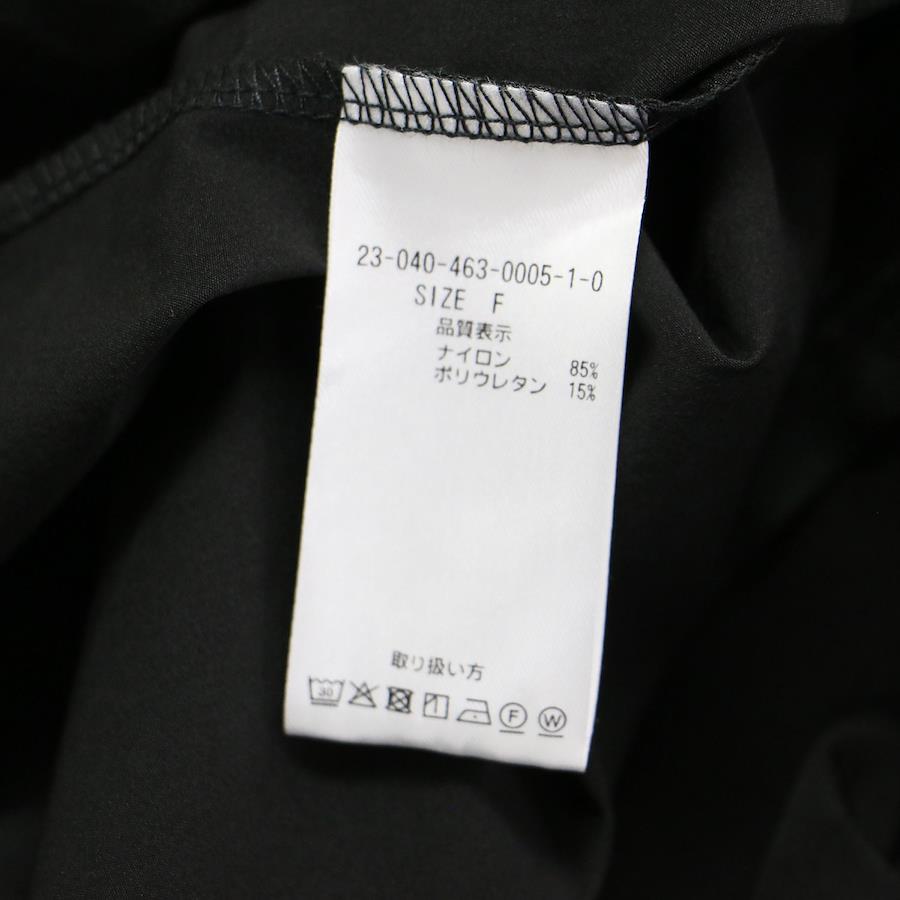 23-040-463-0005-1-0
SIZE F
品質表示
ナイロン 85%
ポリウレタン 15%
取り扱い方
30 F W